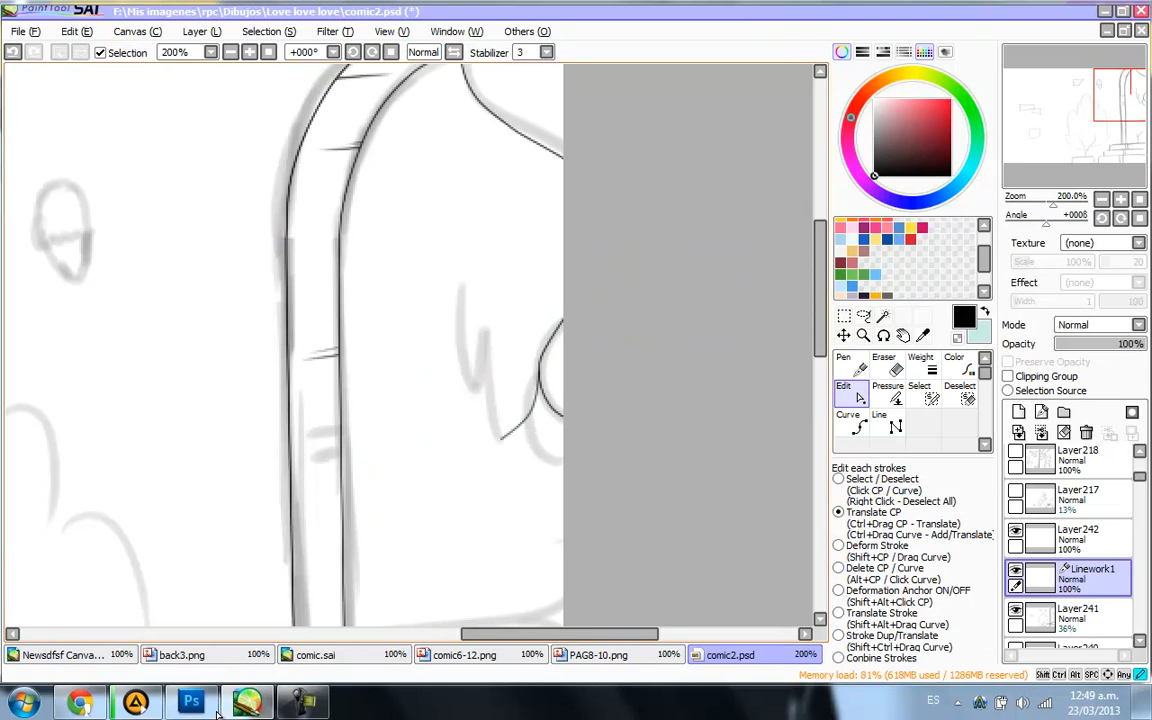 PaintTool SAI F:\Mis imagenes\rpc\Dibujos\Love love love\comic2.psd (*)
File (F) Edit (E) Canvas (C) Layer (L) Selection (S) Filter (T) View (V) Window (W) Others (O)
Selection 200% +000° Normal Stabilizer 3
Zoom 200.0%
Angle +000ß
Texture (none)
Scale 100% 20
Effect (none)
Width 1 100
Mode Normal
Opacity 100%
Preserve Opacity
Clipping Group
Selection Source
Pen Eraser Weight Color
Edit Pressure Select Deselect
Curve Line
Edit each strokes
Select / Deselect
(Click CP / Curve)
(Right Click - Deselect All)
Translate CP
(Ctrl+Drag CP - Translate)
(Ctrl+Drag Curve - Add/Translate)
Deform Stroke
(Shift+CP / Drag Curve)
Delete CP / Curve
(Alt+CP / Click Curve)
Deformation Anchor ON/OFF
(Shift+Alt+Click CP)
Translate Stroke
(Shift+Alt+Drag Curve)
Stroke Dup/Translate
(Shift+Ctrl+Drag Curve)
Combine Strokes
Layer218
Normal
100%
Layer217
Normal
13%
Layer242
Normal
100%
Linework1
Normal
100%
Layer241
Normal
36%
Newsdfsf Canva... 100% back3.png 100% comic.sai 100% comic6-12.png 100% PAG8-10.png 100% comic2.psd 200%
Memory load: 81% (618MB used / 1286MB reserved) Shift Ctrl Alt SPC Any
Ps
ES
12:49 a.m.
23/03/2013